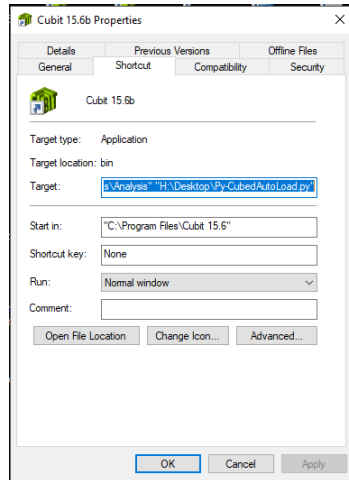 Cubit 15.6b Properties
Details Previous Versions Offline Files
General Shortcut Compatibility Security
Cubit 15.6b
Target type: Application
Target location: bin
Target: s\Analysis" "H:\Desktop\Py-CubedAutoLoad.py"
Start in: "C:\Program Files\Cubit 15.6"
Shortcut key: None
Run: Normal window
Comment:
Open File Location Change Icon... Advanced...
OK Cancel Apply